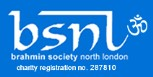 bsnl ॐ
brahmin society north london
charity registration no. 287810